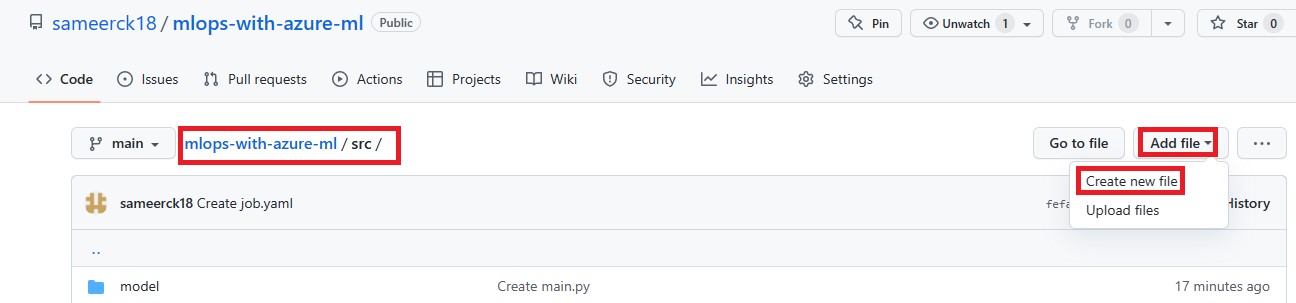 sameerck18 / mlops-with-azure-ml Public Pin Unwatch 1 Fork 0 Star 0
Code Issues Pull requests Actions Projects Wiki Security Insights Settings
main mlops-with-azure-ml / src / Go to file Add file ...
Create new file
sameerck18 Create job.yaml
Upload files
..
model Create main.py 17 minutes ago